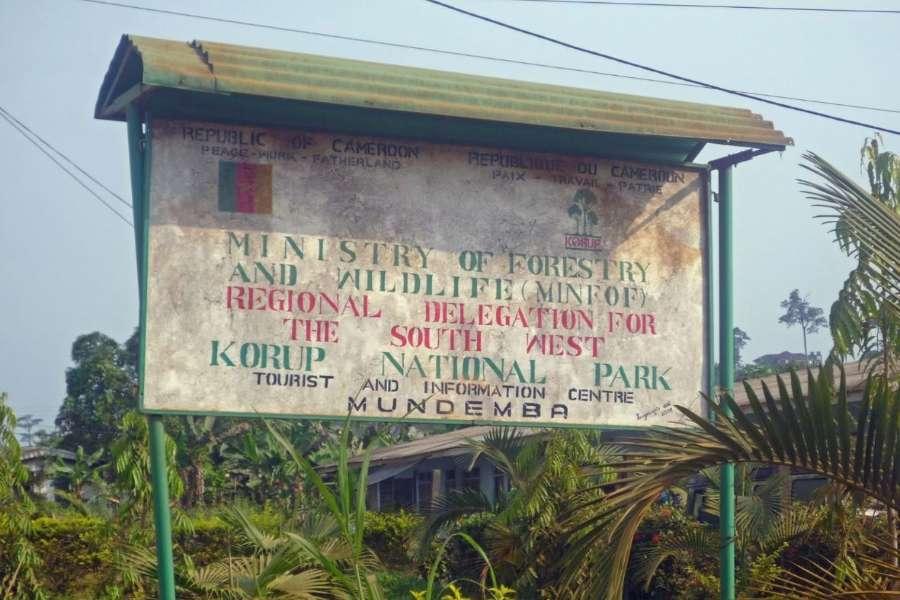 REPUBLIC OF CAMEROON
PEACE-WORK-FATHERLAND
REPUBLIQUE DU CAMEROUN
PAIX - TRAVAIL - PATRIE
KORUP
MINISTRY OF FORESTRY
AND WILDLIFE (MINFOF)
REGIONAL DELEGATION FOR
THE SOUTH WEST
KORUP NATIONAL PARK
TOURIST AND INFORMATION CENTRE
MUNDEMBA